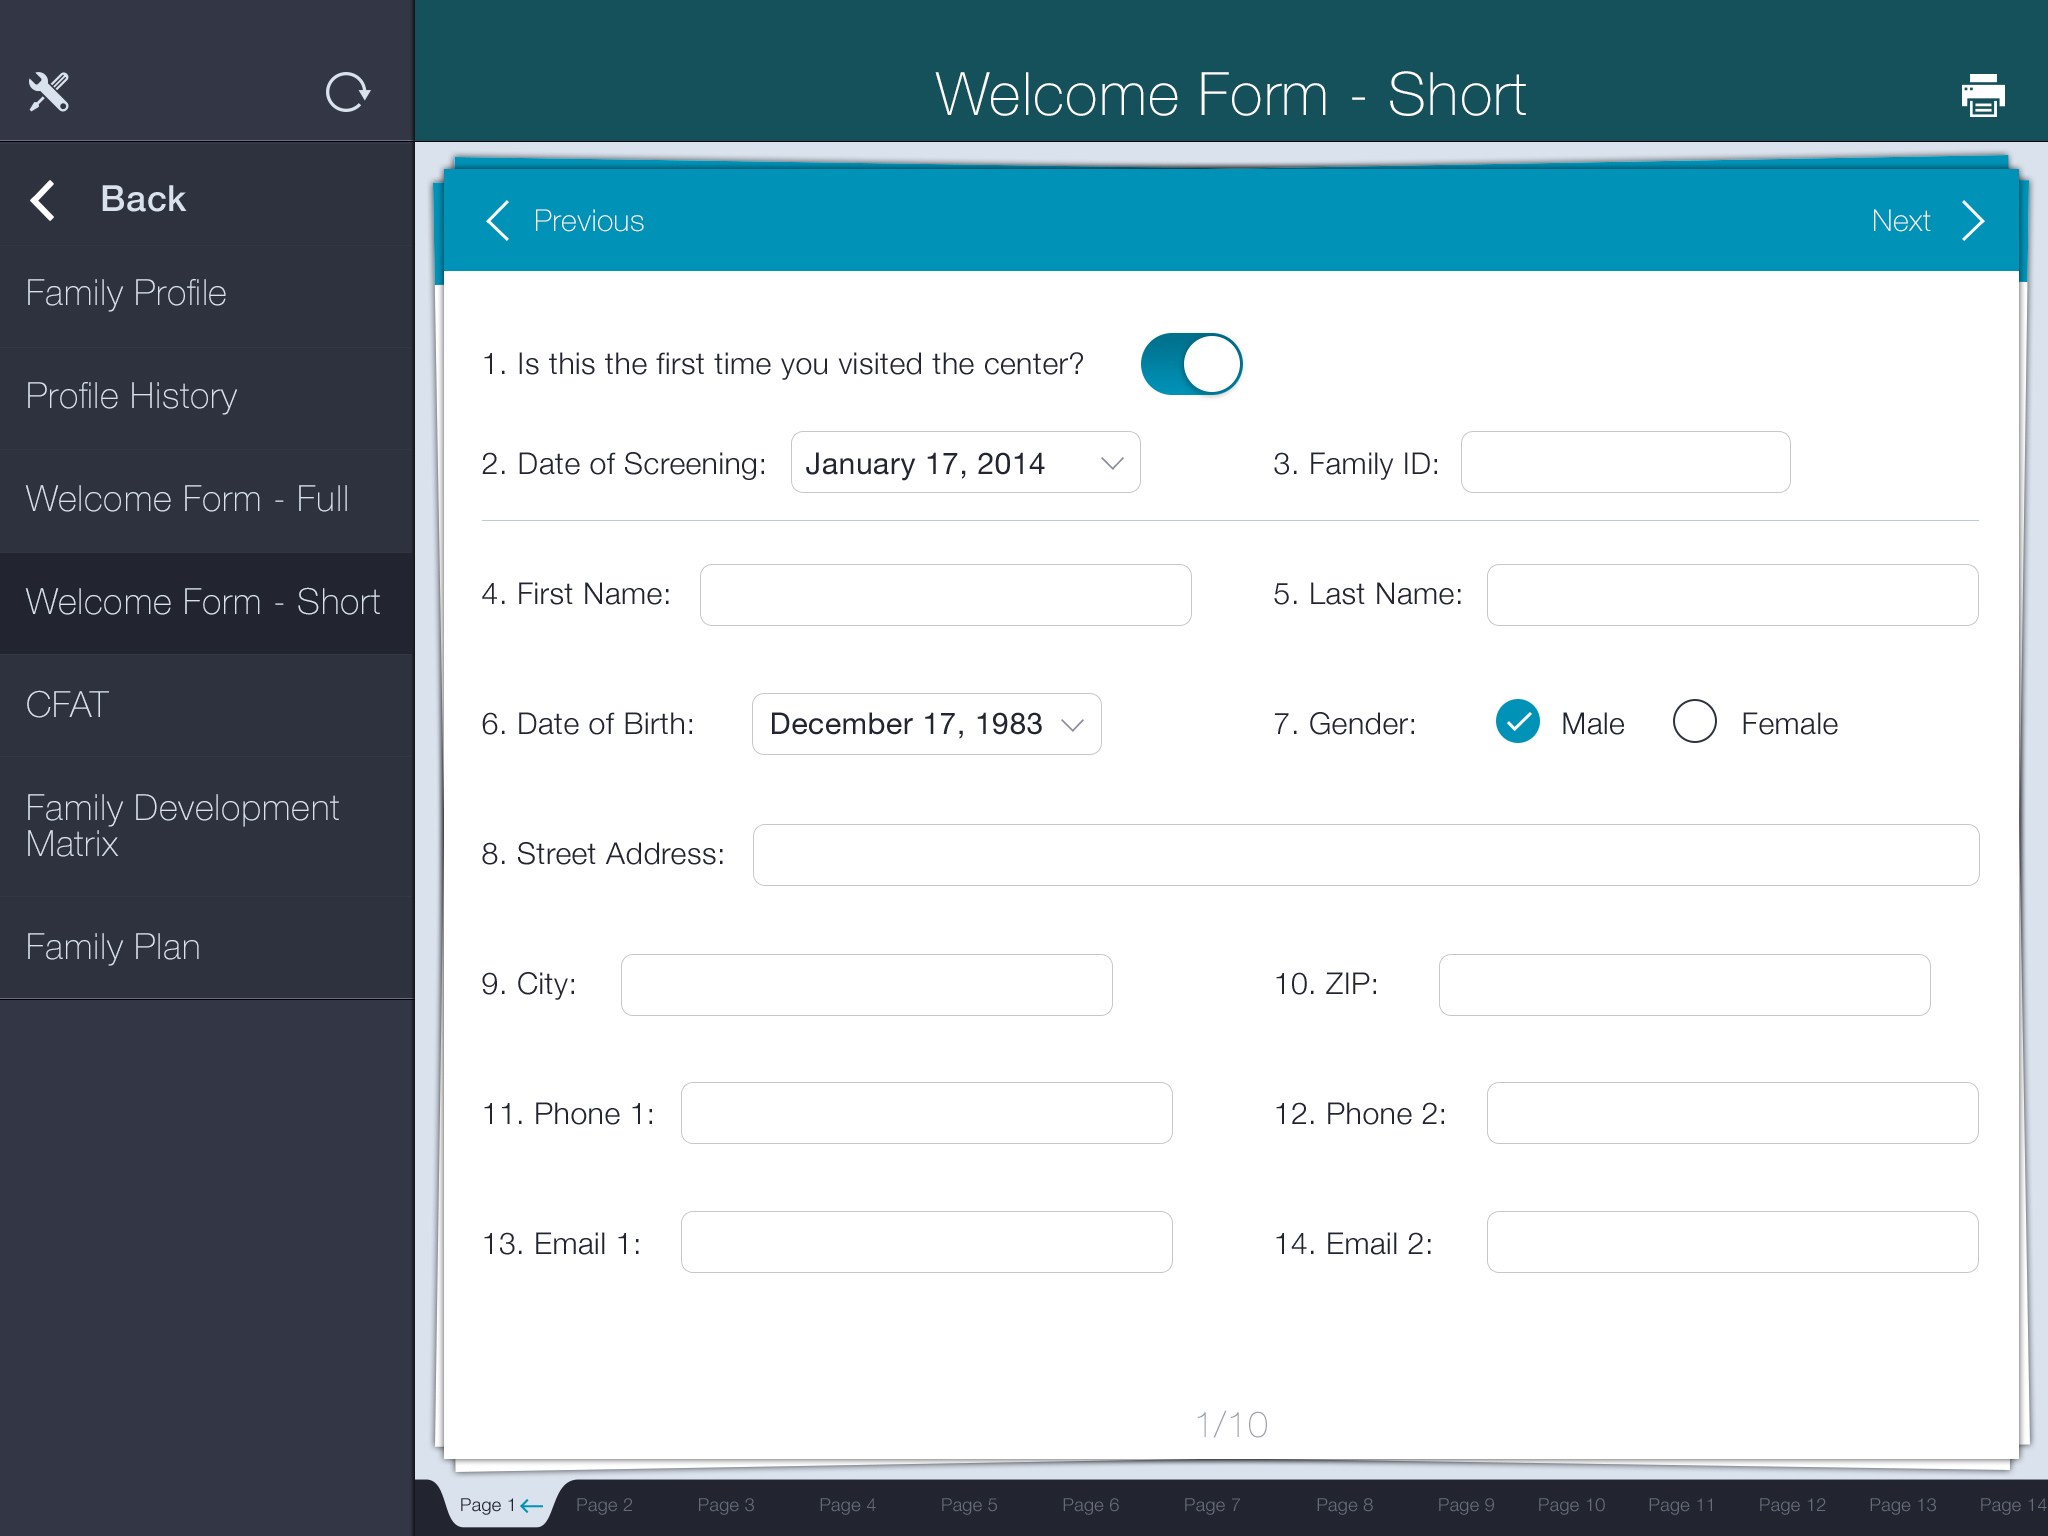 Welcome Form - Short
Back
Family Profile
Profile History
Welcome Form - Full
Welcome Form - Short
CFAT
Family Development
Matrix
Family Plan
Previous
Next
1. Is this the first time you visited the center?
2. Date of Screening: January 17, 2014
3. Family ID:
4. First Name:
5. Last Name:
6. Date of Birth: December 17, 1983
7. Gender: Male Female
8. Street Address:
9. City:
10. ZIP:
11. Phone 1:
12. Phone 2:
13. Email 1:
14. Email 2:
1/10
Page 1 Page 2 Page 3 Page 4 Page 5 Page 6 Page 7 Page 8 Page 9 Page 10 Page 11 Page 12 Page 13 Page 14